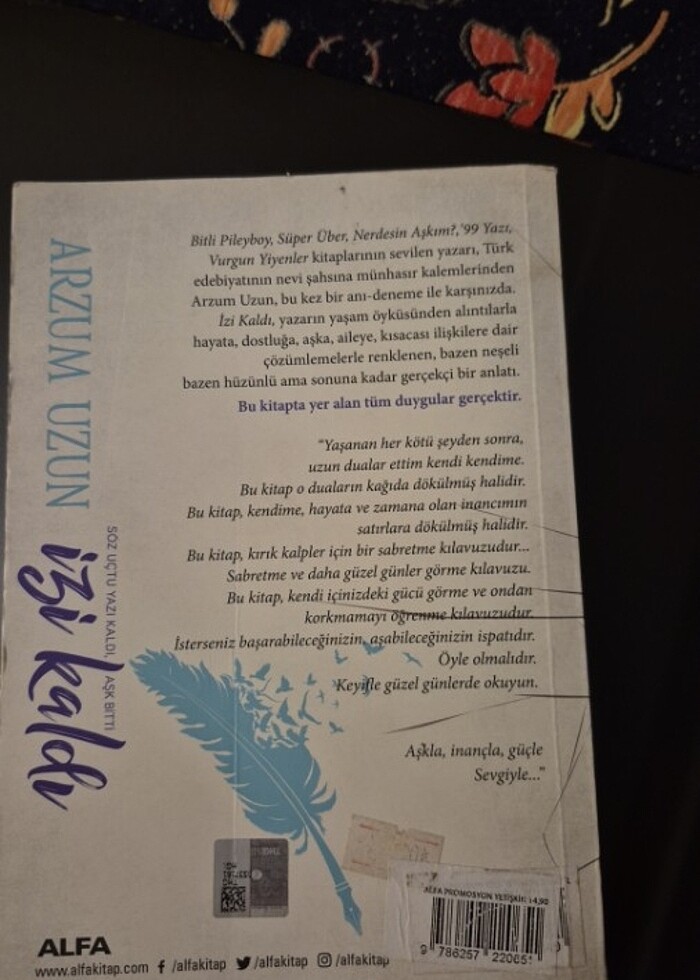 Bitli Pileyboy, Süper Über, Nerdesin Aşkım?, '99 Yazı,
Vurgun Yiyenler kitaplarının sevilen yazarı, Türk
edebiyatının nevi şahsına münhasır kalemlerinden
Arzum Uzun, bu kez bir anı-deneme ile karşınızda.
İzi Kaldı, yazarın yaşam öyküsünden alıntılarla
hayata, dostluğa, aşka, aileye, kısacası ilişkilere dair
çözümlemelerle renklenen, bazen neşeli
bazen hüzünlü ama sonuna kadar gerçekçi bir anlatı.
Bu kitapta yer alan tüm duygular gerçektir.
"Yaşanan her kötü şeyden sonra,
uzun dualar ettim kendi kendime.
Bu kitap o duaların kağıda dökülmüş halidir.
Bu kitap, kendime, hayata ve zamana olan inancımın
satırlara dökülmüş halidir.
Bu kitap, kırık kalpler için bir sabretme kılavuzudur...
Sabretme ve daha güzel günler görme kılavuzu.
Bu kitap, kendi içinizdeki gücü görme ve ondan
korkmamayı öğrenme kılavuzudur.
İsterseniz başarabileceğinizin, aşabileceğinizin ispatıdır.
Öyle olmalıdır.
Keyifle güzel günlerde okuyun.
Aşkla, inançla, güçle
Sevgiyle..."
ARZUM UZUN
SÖZ UÇTU YAZI KALDI, AŞK BİTTİ
izi kaldı
ALFA PROMOSYON YETİŞKİN 14,90
9 786257 22065
ALFA
www.alfakitap.com f /alfakitap /alfakitap /alfakitap